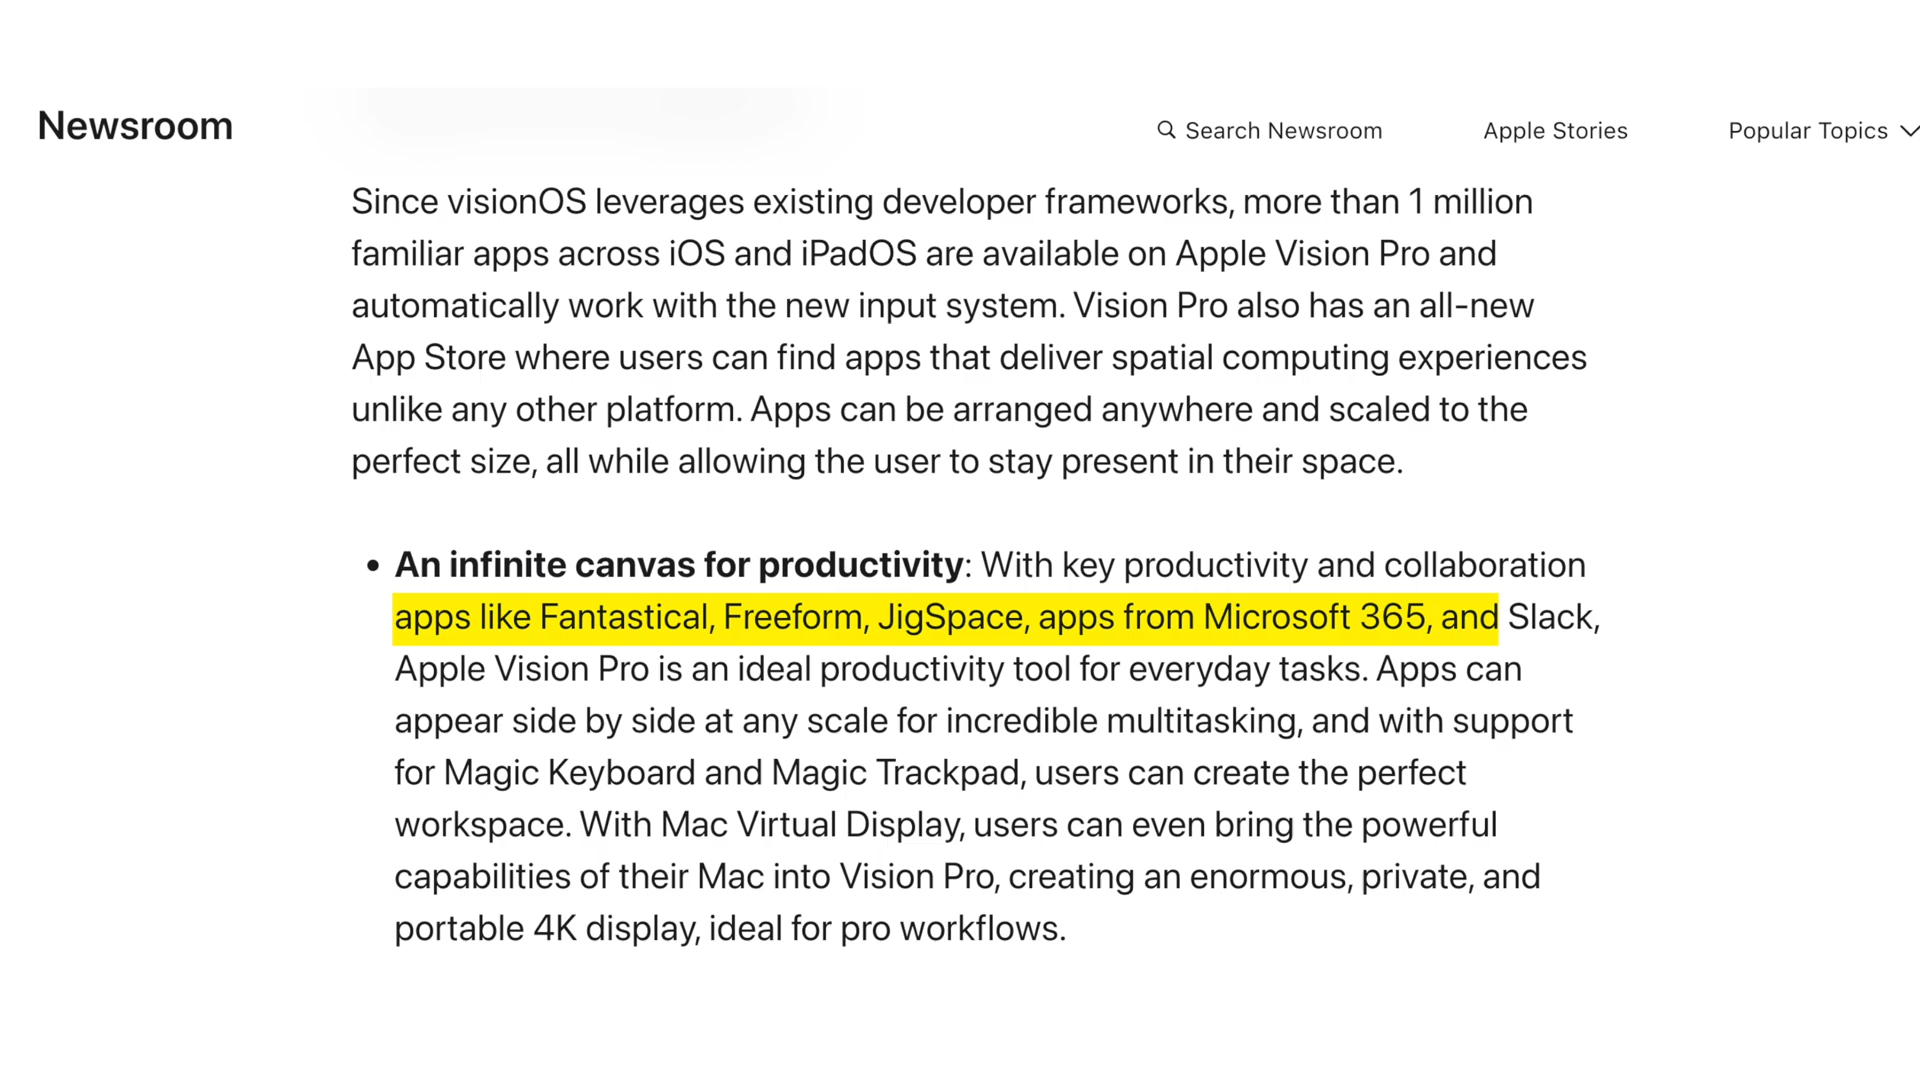 Newsroom
Search Newsroom
Apple Stories
Popular Topics
Since visionOS leverages existing developer frameworks, more than 1 million
familiar apps across iOS and iPadOS are available on Apple Vision Pro and
automatically work with the new input system. Vision Pro also has an all-new
App Store where users can find apps that deliver spatial computing experiences
unlike any other platform. Apps can be arranged anywhere and scaled to the
perfect size, all while allowing the user to stay present in their space.
• An infinite canvas for productivity: With key productivity and collaboration
apps like Fantastical, Freeform, JigSpace, apps from Microsoft 365, and Slack,
Apple Vision Pro is an ideal productivity tool for everyday tasks. Apps can
appear side by side at any scale for incredible multitasking, and with support
for Magic Keyboard and Magic Trackpad, users can create the perfect
workspace. With Mac Virtual Display, users can even bring the powerful
capabilities of their Mac into Vision Pro, creating an enormous, private, and
portable 4K display, ideal for pro workflows.